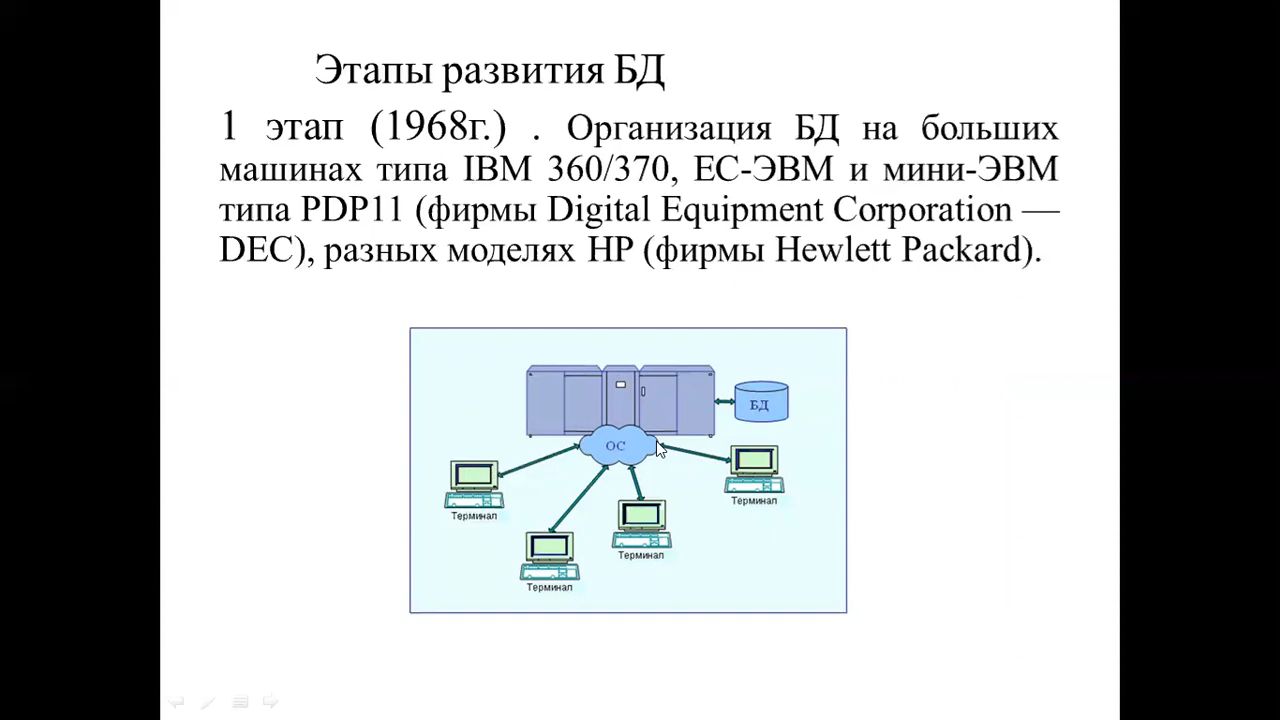 Этапы развития БД
1 этап (1968г.) . Организация БД на больших
машинах типа IBM 360/370, ЕС-ЭВМ и мини-ЭВМ
типа PDP11 (фирмы Digital Equipment Corporation —
DEC), разных моделях HP (фирмы Hewlett Packard).
БД
ОС
Терминал
Терминал
Терминал
Терминал